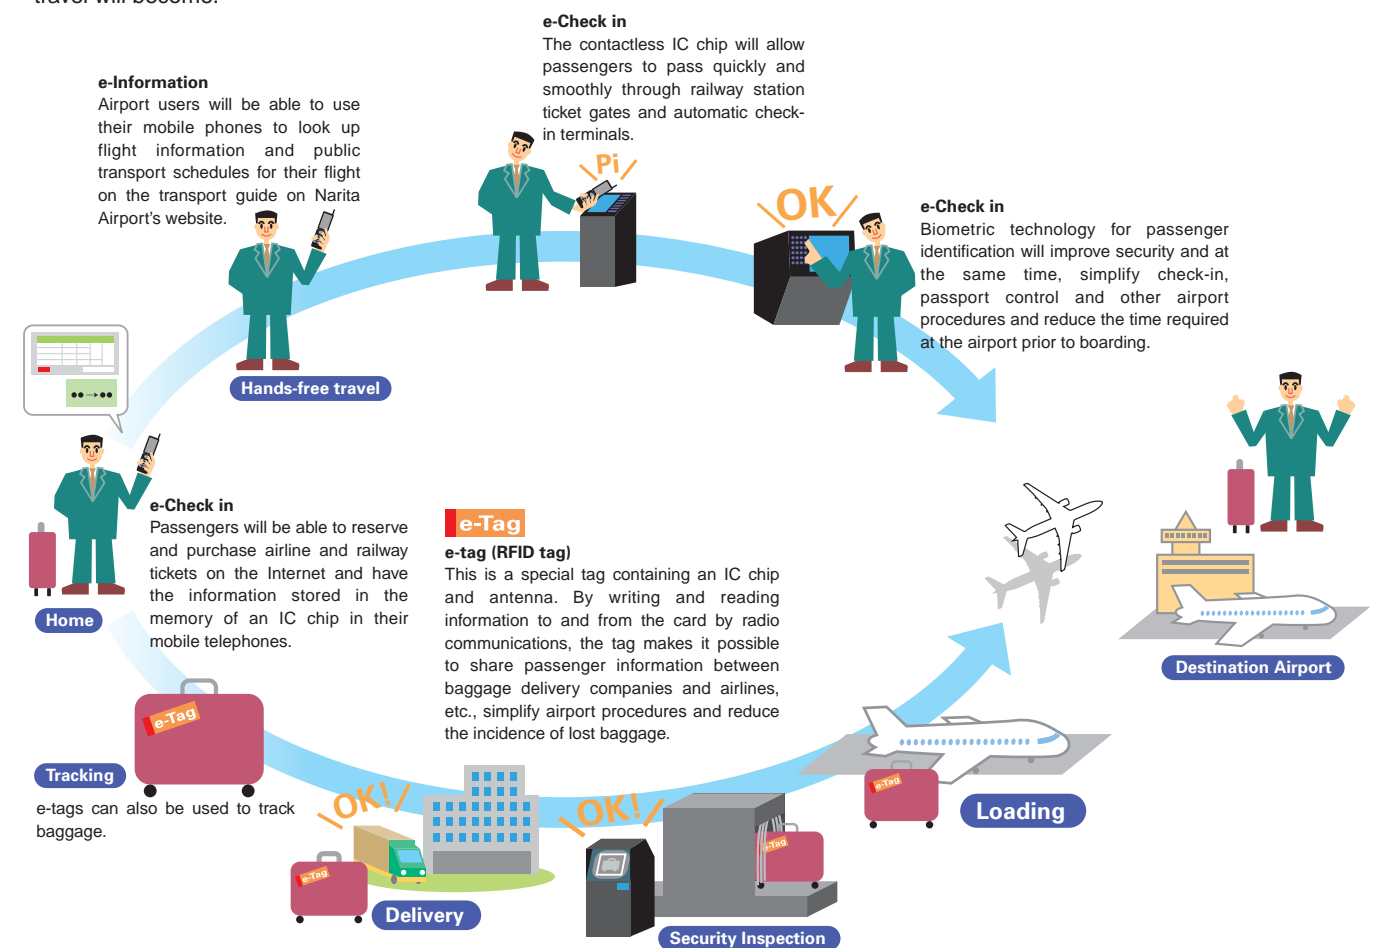 travel will become.
e-Check in
The contactless IC chip will allow
passengers to pass quickly and
smoothly through railway station
ticket gates and automatic check-
in terminals.
e-Information
Airport users will be able to use
their mobile phones to look up
flight information and public
transport schedules for their flight
on the transport guide on Narita
Airport's website.
Pi
OK
e-Check in
Biometric technology for passenger
identification will improve security and at
the same time, simplify check-in,
passport control and other airport
procedures and reduce the time required
at the airport prior to boarding.
Hands-free travel
e-Check in
Passengers will be able to reserve
and purchase airline and railway
tickets on the Internet and have
the information stored in the
memory of an IC chip in their
mobile telephones.
Home
e-Tag
e-tag (RFID tag)
This is a special tag containing an IC chip
and antenna. By writing and reading
information to and from the card by radio
communications, the tag makes it possible
to share passenger information between
baggage delivery companies and airlines,
etc., simplify airport procedures and reduce
the incidence of lost baggage.
Destination Airport
e-Tag
Tracking
e-tags can also be used to track
baggage.
OK!
e-Tag
Delivery
OK!
e-Tag
Security Inspection
e-Tag
Loading